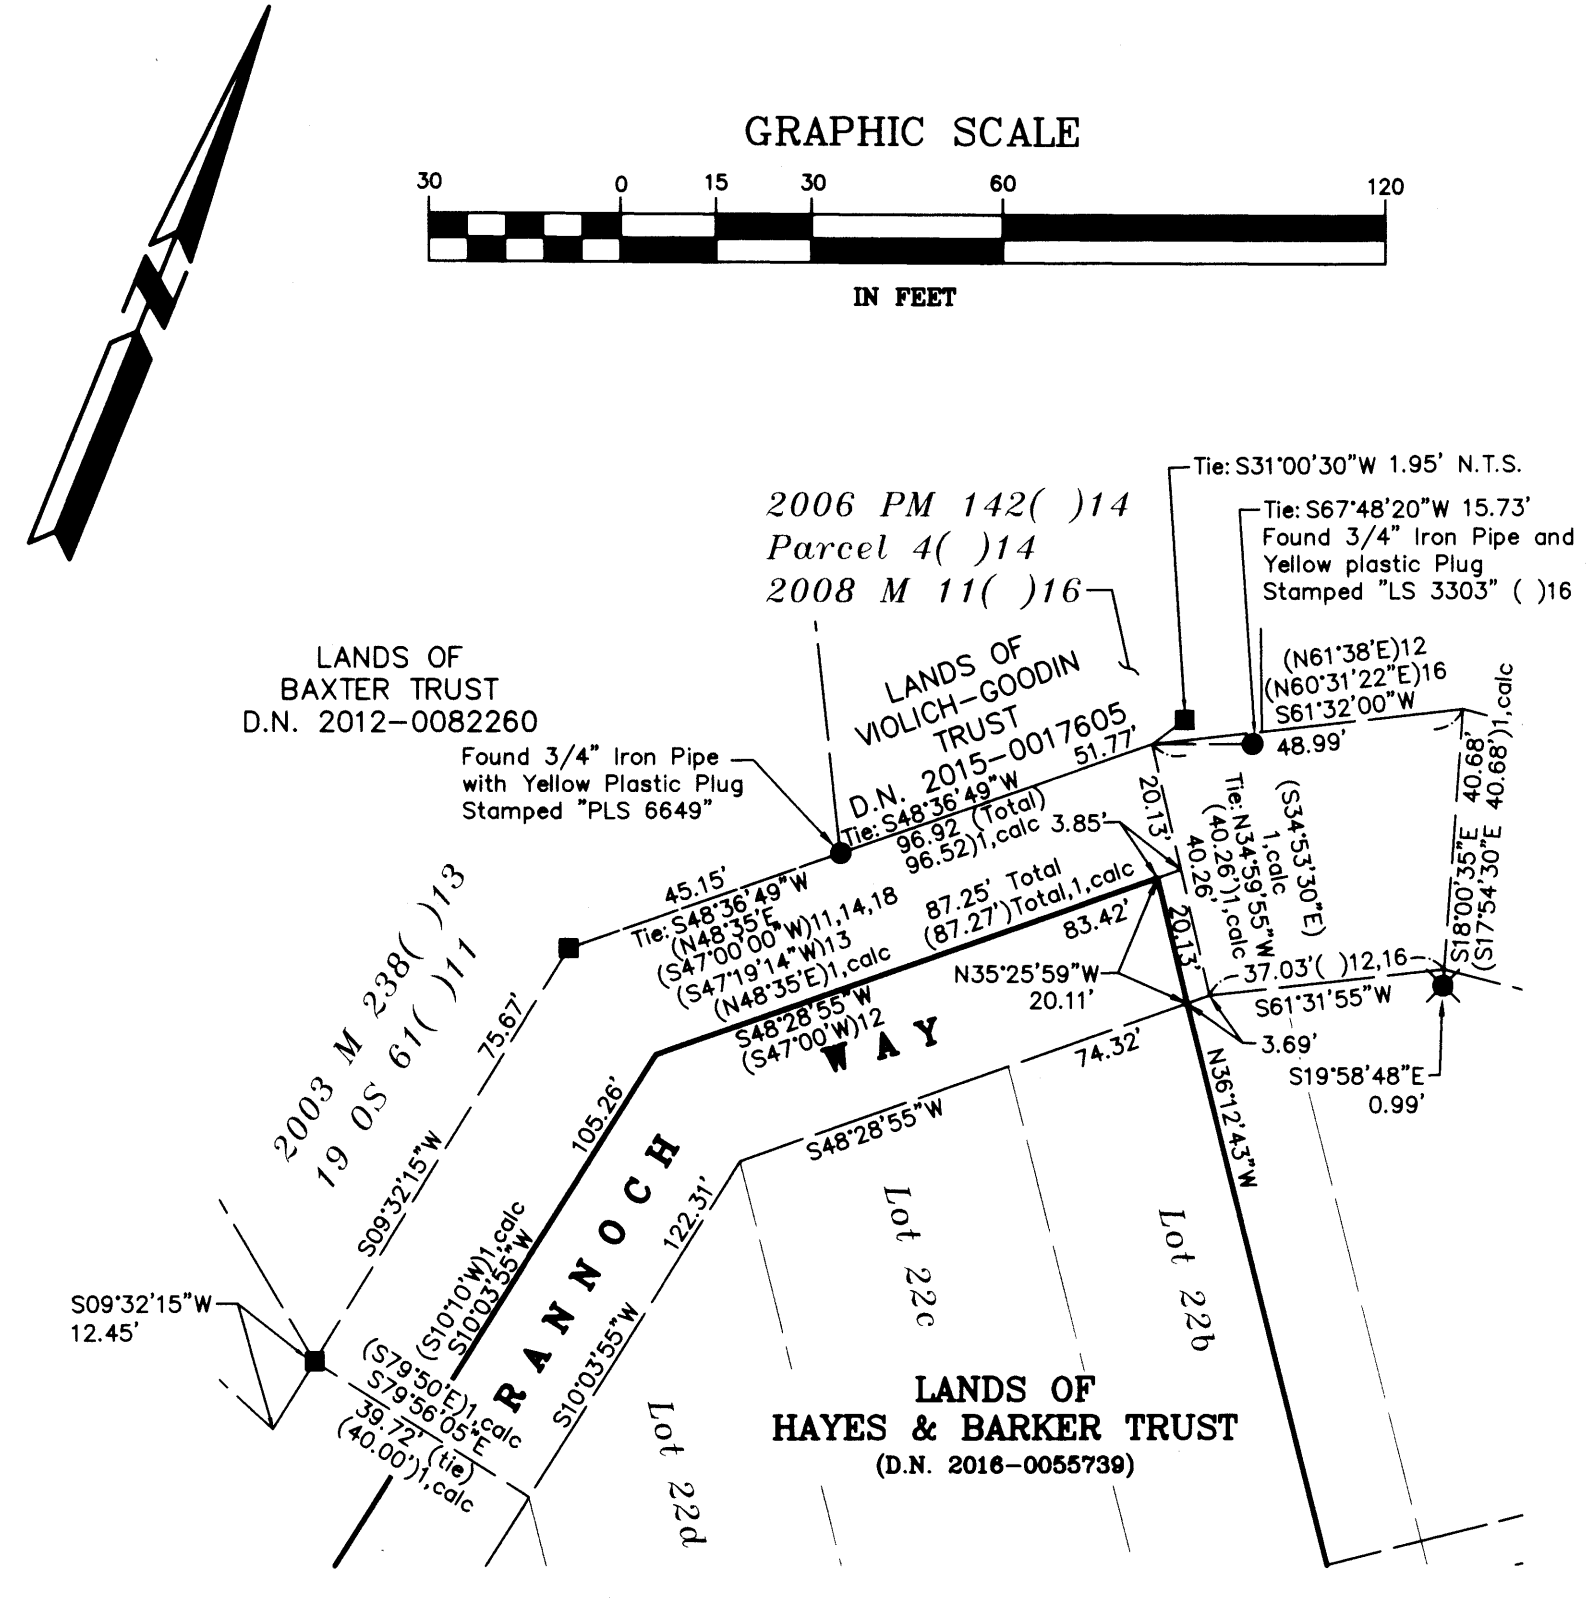 GRAPHIC SCALE
30 0 15 30 60 120
IN FEET
N
Tie: S31°00'30"W 1.95' N.T.S.
2006 PM 142( )14
Parcel 4( )14
2008 M 11( )16
Tie: S67°48'20"W 15.73'
Found 3/4" Iron Pipe and
Yellow plastic Plug
Stamped "LS 3303" ( )16
LANDS OF
BAXTER TRUST
D.N. 2012-0082260
LANDS OF
VIOLICH-GOODIN
TRUST
D.N. 2015-0017605
(N61°38'E)12
(N60°31'22"E)16
S61°32'00"W
48.99'
Found 3/4" Iron Pipe
with Yellow Plastic Plug
Stamped "PLS 6649"
51.77'
Tie: S48°36'49"W
96.92 (Total)
96.52)1,calc
3.85'
20.13'
20.13'
(S34°53'30"E)
1,calc
Tie: N34°59'55"W
(40.26')1,calc
40.26'
S18°00'35"E 40.68'
(S17°54'30"E 40.68')1,calc
45.15'
Tie: S48°36'49"W
(N48°35'E
(S47°00'00"W)11,14,18
(S47°19'14"W)13
(N48°35'E)1,calc
87.25' Total
(87.27')Total,1,calc
83.42'
S48°28'55"W
(S47°00'W)12
N35°25'59"W
20.11'
37.03'( )12,16
S61°31'55"W
3.69'
S19°58'48"E
0.99'
2003 M 238( )13
19 OS 61( )11
75.67'
S09°32'15"W
105.26'
(S10°10'W)1,calc
S10°03'55"W
RANNOCH WAY
74.32'
S48°28'55"W
122.31'
S10°03'55"W
N36°12'43"W
S09°32'15"W
12.45'
(S79°50'E)1,calc
S79°56'05"E
39.72' (tie)
(40.00')1,calc
Lot 22d
Lot 22c
Lot 22b
LANDS OF
HAYES & BARKER TRUST
(D.N. 2016-0055739)